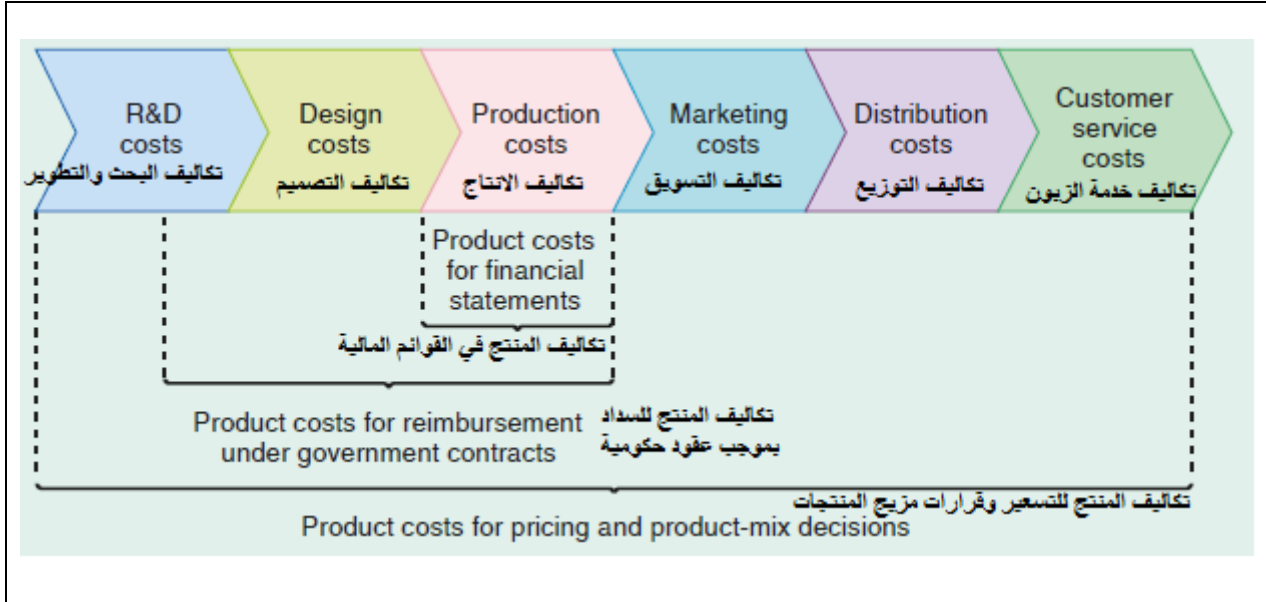 R&D
costs
تكاليف البحث والتطوير
Design
costs
تكاليف التصميم
Production
costs
تكاليف الانتاج
Marketing
costs
تكاليف التسويق
Distribution
costs
تكاليف التوزيع
Customer
service
costs
تكاليف خدمة الزبون
Product costs
for financial
statements
تكاليف المنتج في القوائم المالية
Product costs for reimbursement
under government contracts
تكاليف المنتج للسداد
بموجب عقود حكومية
تكاليف المنتج للتسعير وقرارات مزيج المنتجات
Product costs for pricing and product-mix decisions